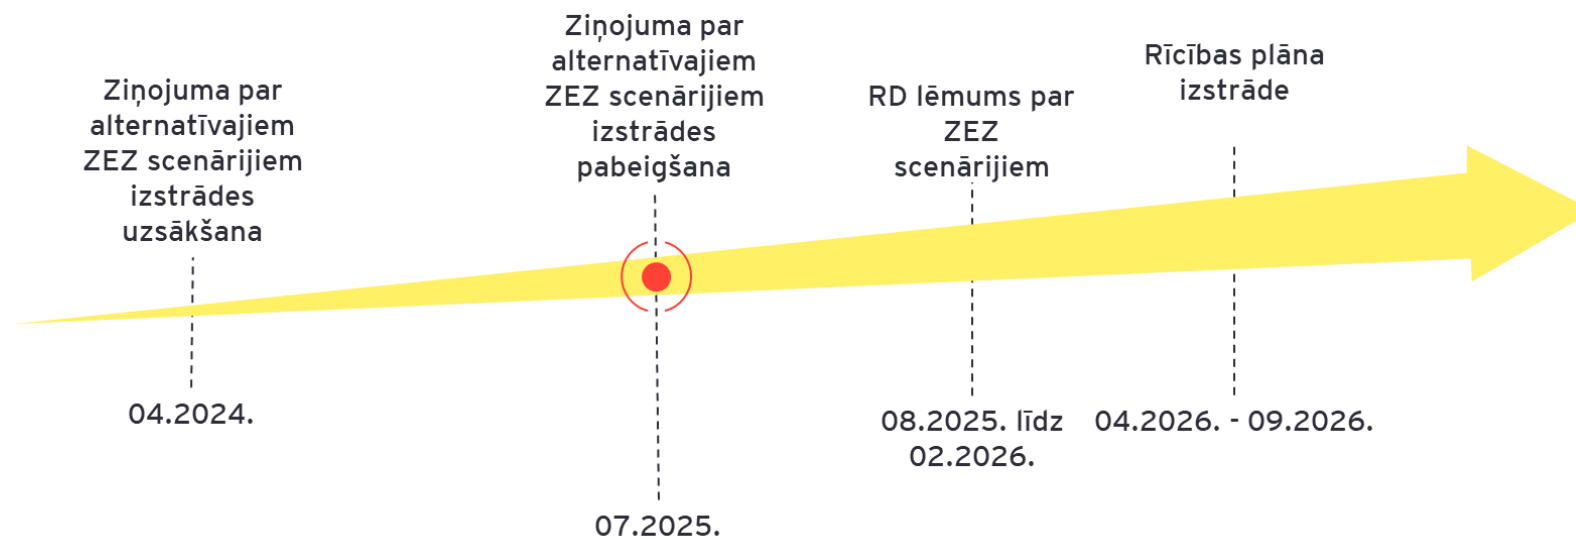 Ziņojuma par
alternatīvajiem
ZEZ scenārijiem
izstrādes
uzsākšana
04.2024.
Ziņojuma par
alternatīvajiem
ZEZ scenārijiem
izstrādes
pabeigšana
07.2025.
RD lēmums par
ZEZ
scenārijiem
08.2025. līdz
02.2026.
Rīcības plāna
izstrāde
04.2026. - 09.2026.